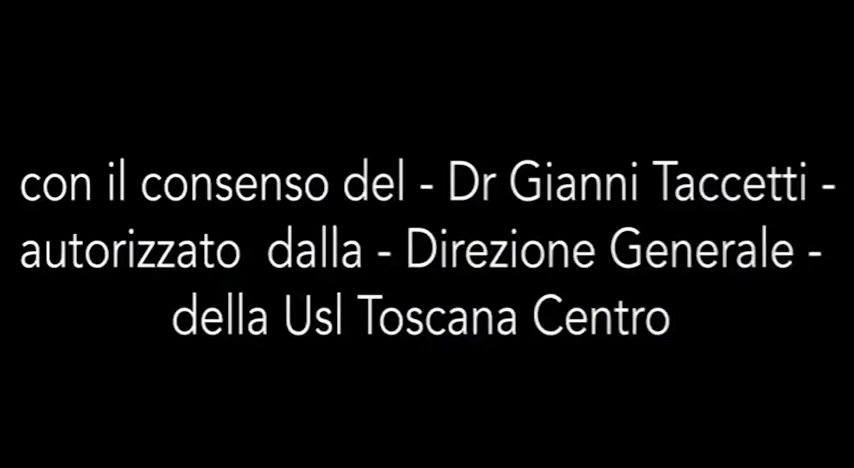 con il consenso del - Dr Gianni Taccetti -
autorizzato dalla - Direzione Generale -
della Usl Toscana Centro